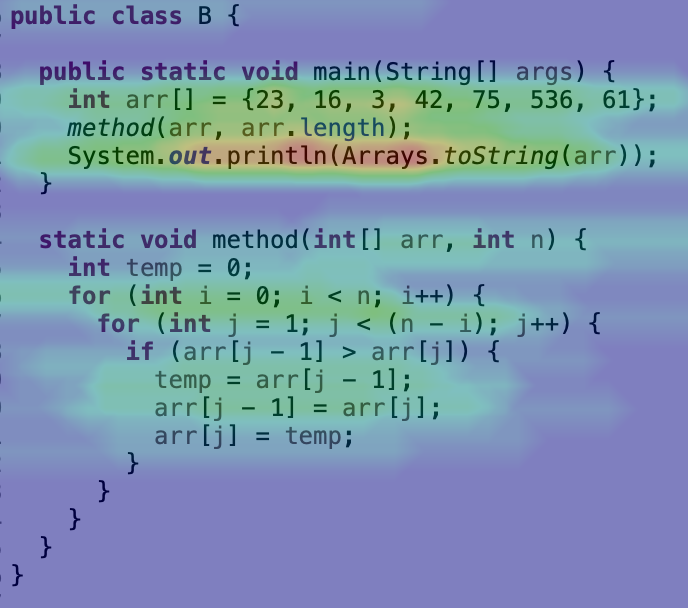 public class B {
public static void main(String[] args) {
int arr[] = {23, 16, 3, 42, 75, 536, 61};
method(arr, arr.length);
System.out.println(Arrays.toString(arr));
}
static void method(int[] arr, int n) {
int temp = 0;
for (int i = 0; i < n; i++) {
for (int j = 1; j < (n - i); j++) {
if (arr[j - 1] > arr[j]) {
temp = arr[j - 1];
arr[j - 1] = arr[j];
arr[j] = temp;
}
}
}
}
}